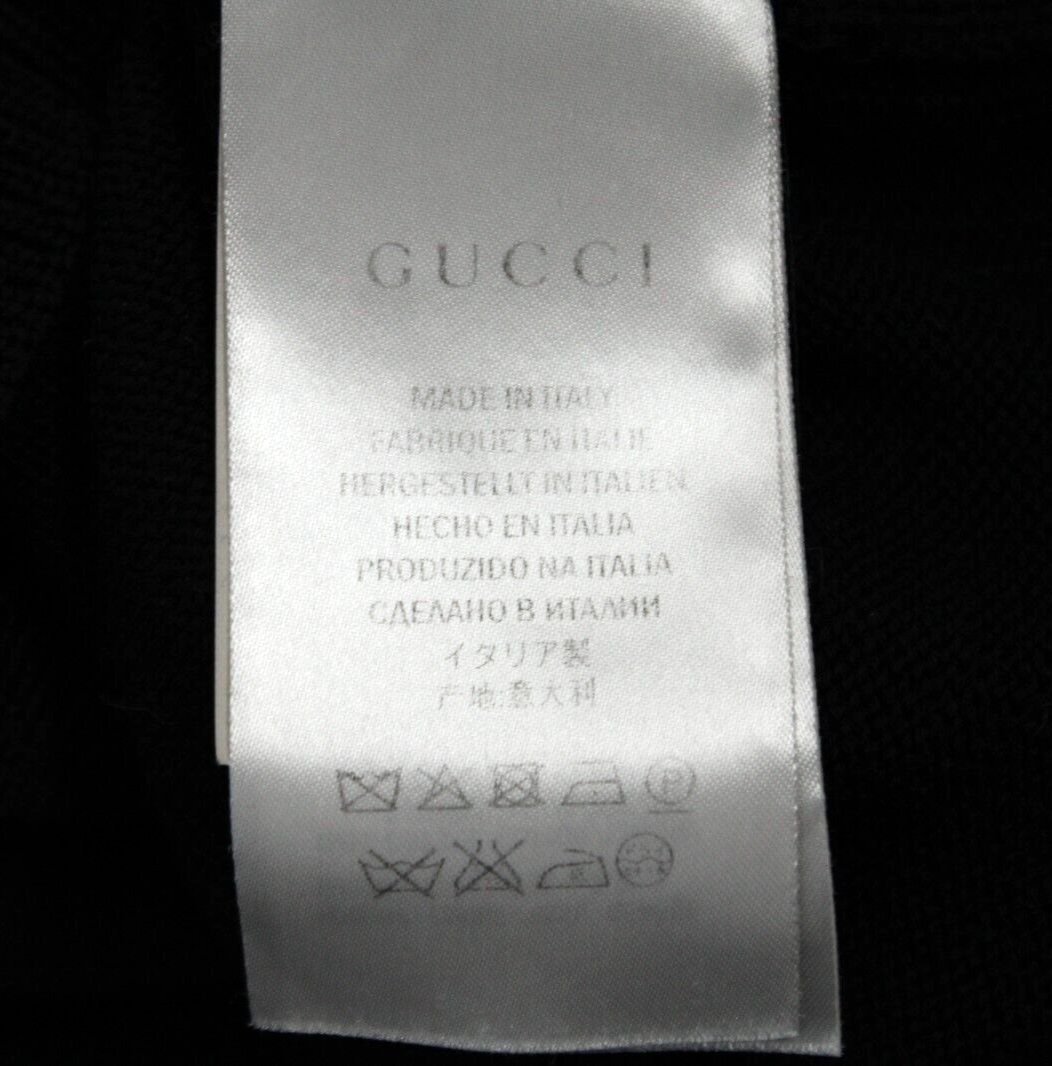 GUCCI
MADE IN ITALY
FABRIQUE EN ITALIE
HERGESTELLT IN ITALIEN
HECHO EN ITALIA
PRODUZIDO NA ITALIA
СДЕЛАНО В ИТАЛИИ
イタリア製
产地:意大利
P